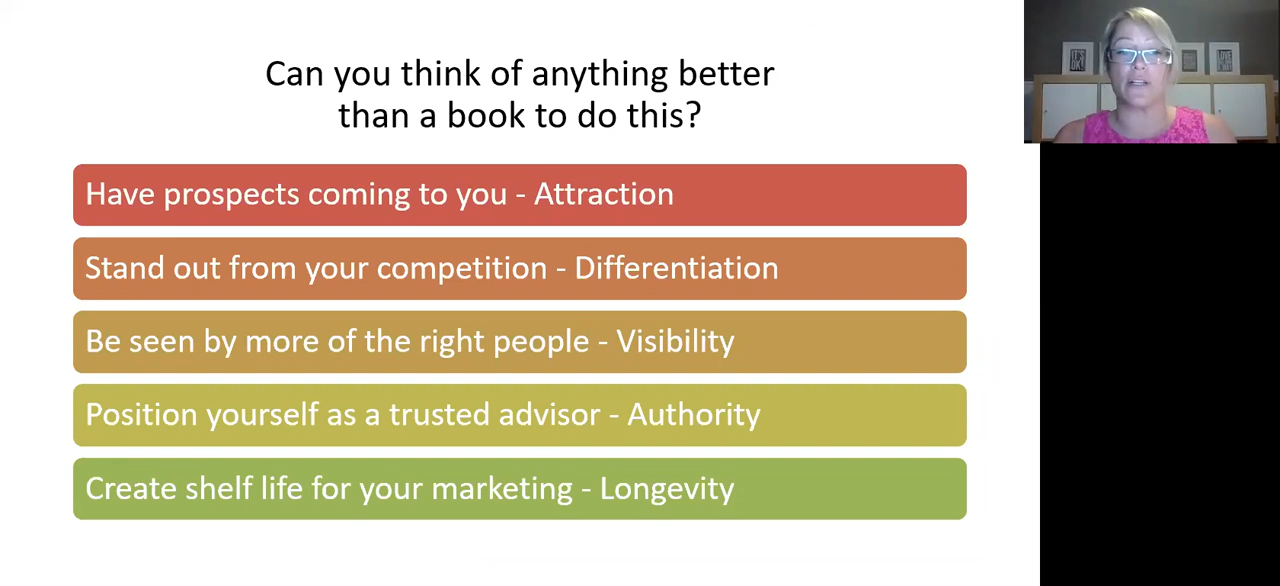 Can you think of anything better
than a book to do this?
Have prospects coming to you - Attraction
Stand out from your competition - Differentiation
Be seen by more of the right people - Visibility
Position yourself as a trusted advisor - Authority
Create shelf life for your marketing - Longevity